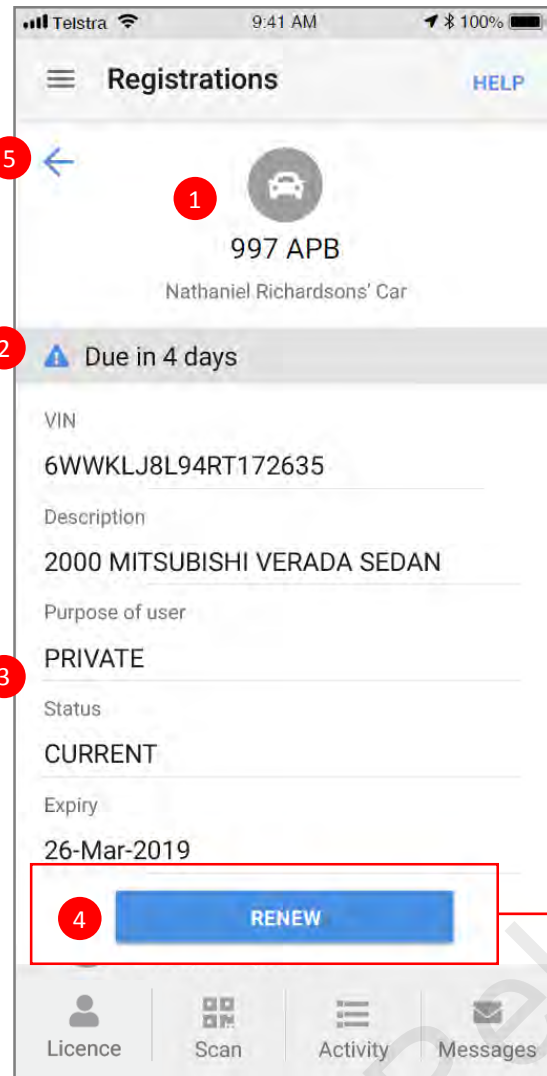 Telstra 9:41 AM 100%
Registrations HELP
5
1
997 APB
Nathaniel Richardsons' Car
2
Due in 4 days
VIN
6WWKLJ8L94RT172635
Description
2000 MITSUBISHI VERADA SEDAN
Purpose of user
PRIVATE
3
Status
CURRENT
Expiry
26-Mar-2019
4 RENEW
Licence Scan Activity Messages